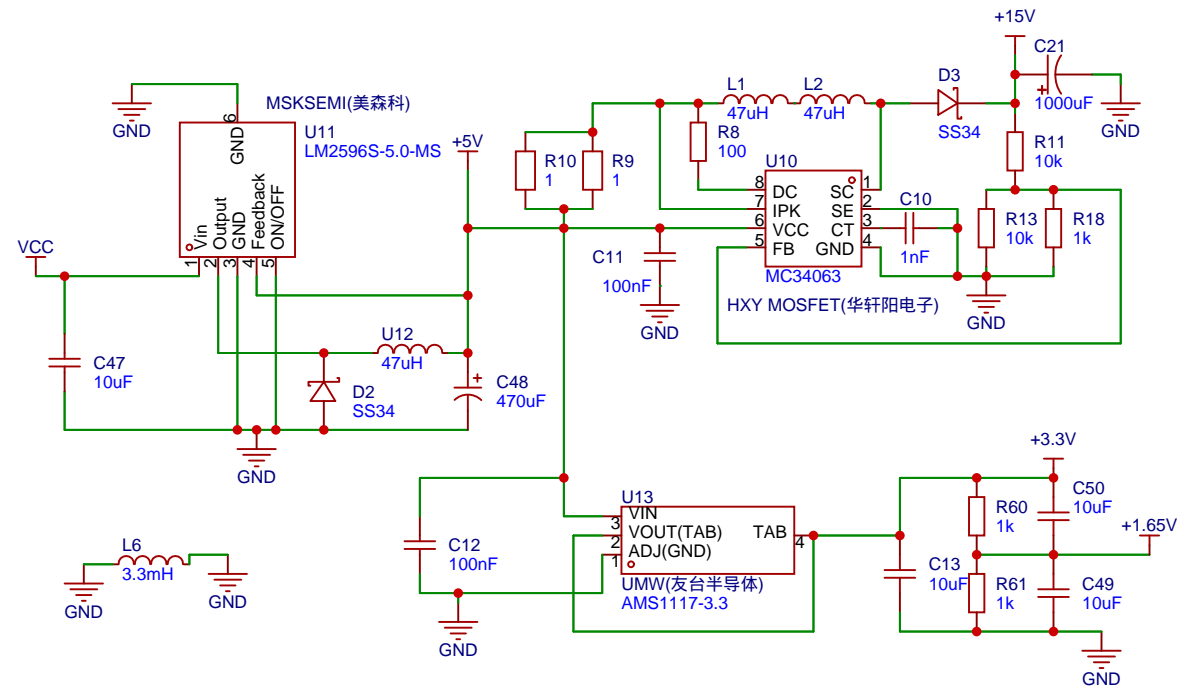 +15V
C21
1000uF
GND
D3
SS34
L1
47uH
L2
47uH
R8
100
R11
10k
MSKSEMI(美森科)
U11
LM2596S-5.0-MS
GND
6
GND
Vin
Output
GND
Feedback
ON/OFF
1
2
3
4
5
+5V
R10
1
R9
1
U10
8
DC
SC
1
7
IPK
SE
2
6
VCC
CT
3
5
FB
GND
4
MC34063
HXY MOSFET(华轩阳电子)
C10
1nF
R13
10k
R18
1k
GND
VCC
C11
100nF
GND
C47
10uF
U12
47uH
D2
SS34
C48
470uF
GND
+3.3V
U13
3
VIN
2
VOUT(TAB)
1
ADJ(GND)
TAB
4
UMW(友台半导体)
AMS1117-3.3
C12
100nF
GND
R60
1k
C50
10uF
+1.65V
C13
10uF
R61
1k
C49
10uF
GND
L6
3.3mH
GND
GND